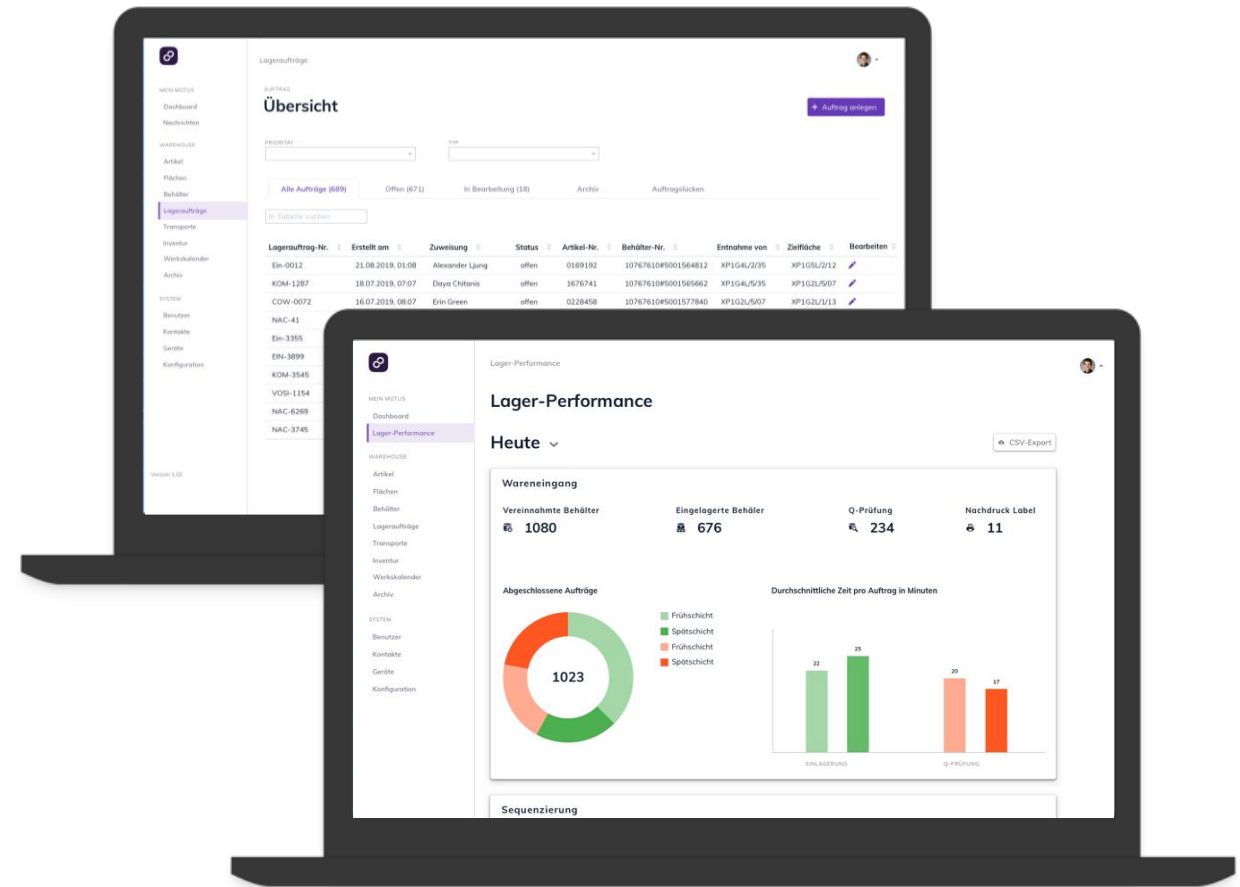 Lageraufträge
MEIN MOTUS
Dashboard
Nachrichten
WAREHOUSE
Artikel
Flächen
Behälter
Lageraufträge
Transporte
Inventur
Werkskalender
Archiv
SYSTEM
Benutzer
Kontakte
Geräte
Konfiguration
Version 1.02
AUFTRAG
Übersicht
+ Auftrag anlegen
PRIORITÄT TYP
Alle Aufträge (689) Offen (671) In Bearbeitung (18) Archiv Auftragslücken
In Tabelle suchen
Lagerauftrag-Nr. Erstellt am Zuweisung Status Artikel-Nr. Behälter-Nr. Entnahme von Zielfläche Bearbeiten
Ein-0012 21.08.2019, 01:08 Alexander Ljung offen 0169192 10767610#5001564812 XP1G4L/2/35 XP1G5L/2/12
KOM-1287 18.07.2019, 07:07 Daya Chitanis offen 1676741 10767610#5001565662 XP1G4L/5/35 XP1G2L/5/07
COW-0072 16.07.2019, 08:07 Erin Green offen 0228458 10767610#5001577840 XP1G2L/5/07 XP1G2L/1/13
NAC-41
Ein-3355
EIN-3899
KOM-3545
VOSI-1154
NAC-6269
NAC-3745
Lager-Performance
MEIN MOTUS
Dashboard
Lager-Performance
WAREHOUSE
Artikel
Flächen
Behälter
Lageraufträge
Transporte
Inventur
Werkskalender
Archiv
SYSTEM
Benutzer
Kontakte
Geräte
Konfiguration
Lager-Performance
Heute
CSV-Export
Wareneingang
Vereinnahmte Behälter Eingelagerte Behäler Q-Prüfung Nachdruck Label
1080 676 234 11
Abgeschlossene Aufträge
1023
Frühschicht
Spätschicht
Frühschicht
Spätschicht
Durchschnittliche Zeit pro Auftrag in Minuten
22 25 20 17
EINLAGERUNG Q-PRÜFUNG
Sequenzierung